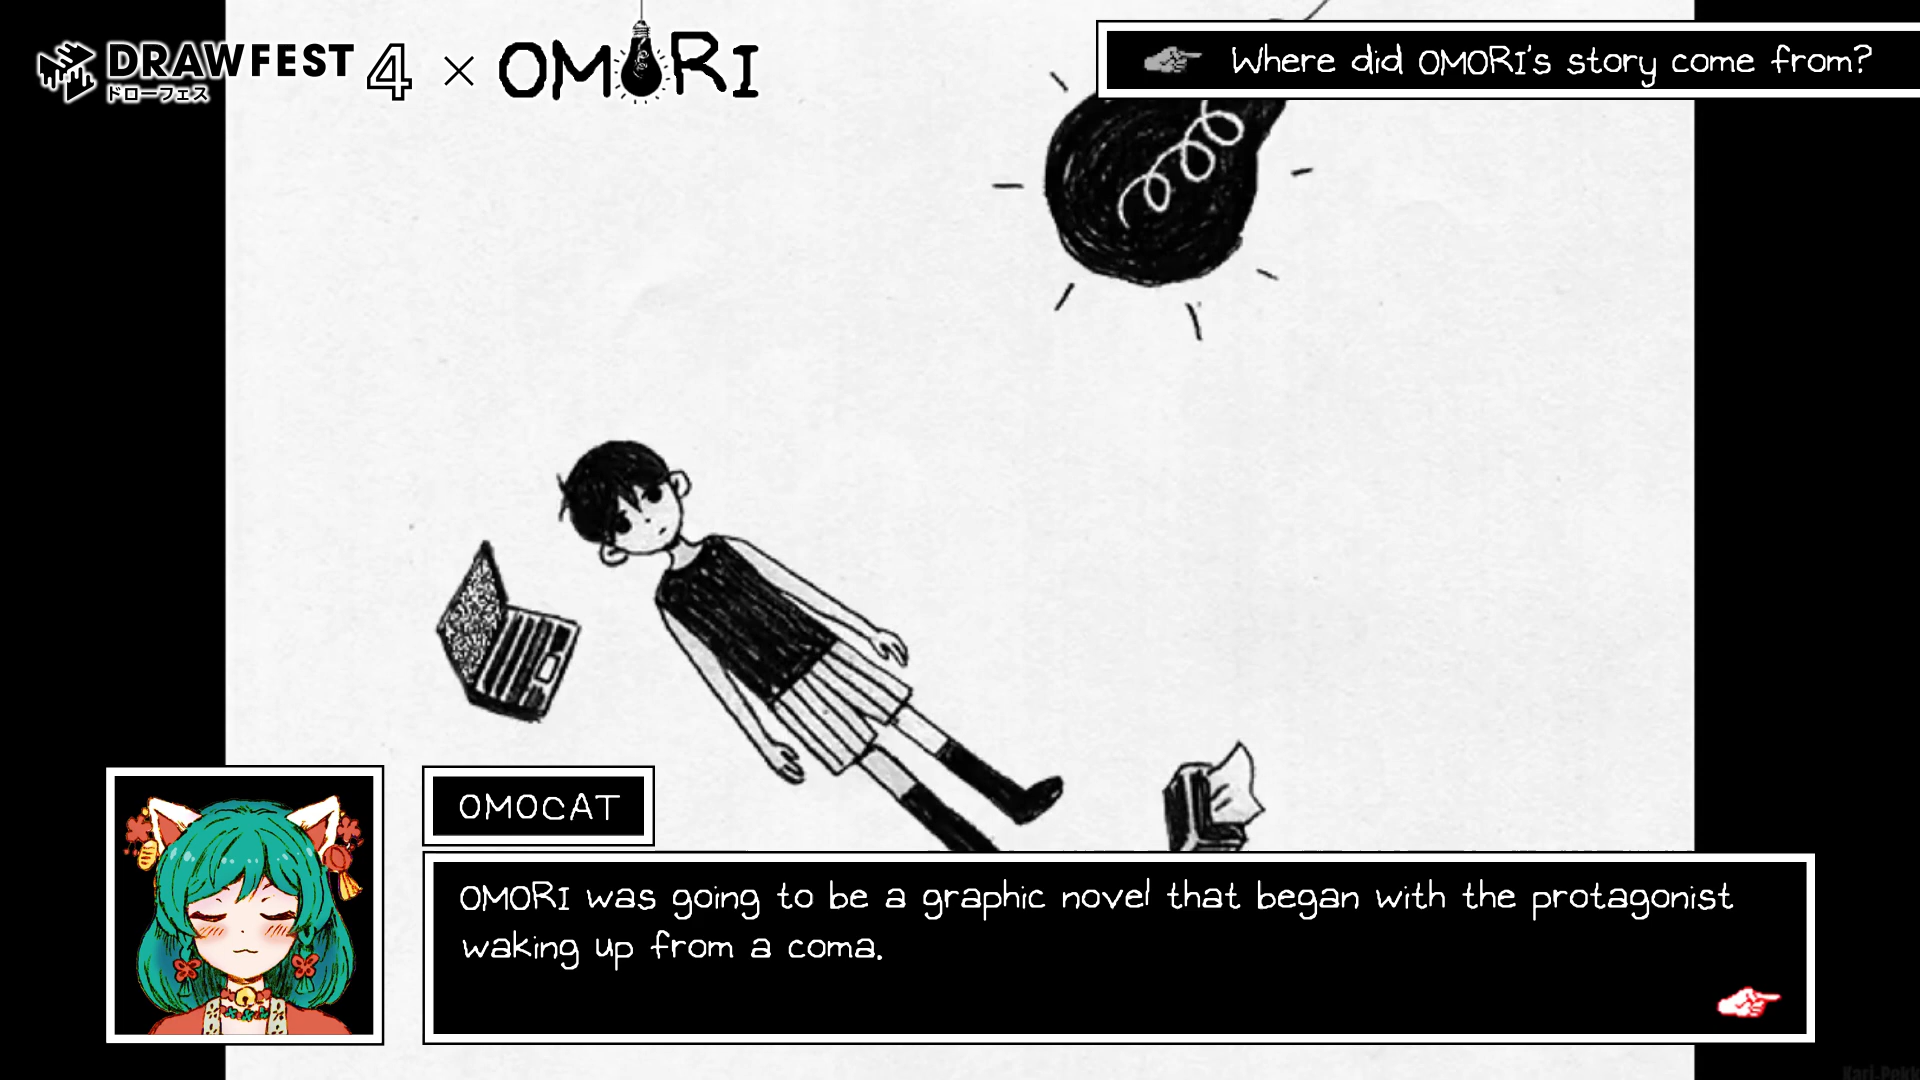 DRAWFEST 4 × OMORI
ドローフェス
Where did OMORI's story come from?
OMOCAT
OMORI was going to be a graphic novel that began with the protagonist
waking up from a coma.